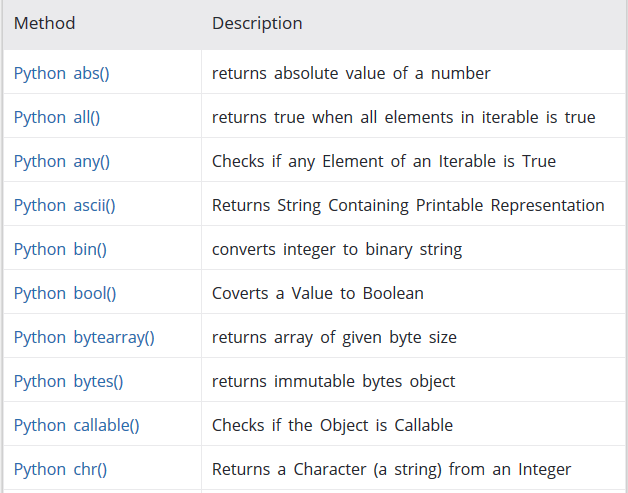 Method Description
Python abs() returns absolute value of a number
Python all() returns true when all elements in iterable is true
Python any() Checks if any Element of an Iterable is True
Python ascii() Returns String Containing Printable Representation
Python bin() converts integer to binary string
Python bool() Coverts a Value to Boolean
Python bytearray() returns array of given byte size
Python bytes() returns immutable bytes object
Python callable() Checks if the Object is Callable
Python chr() Returns a Character (a string) from an Integer